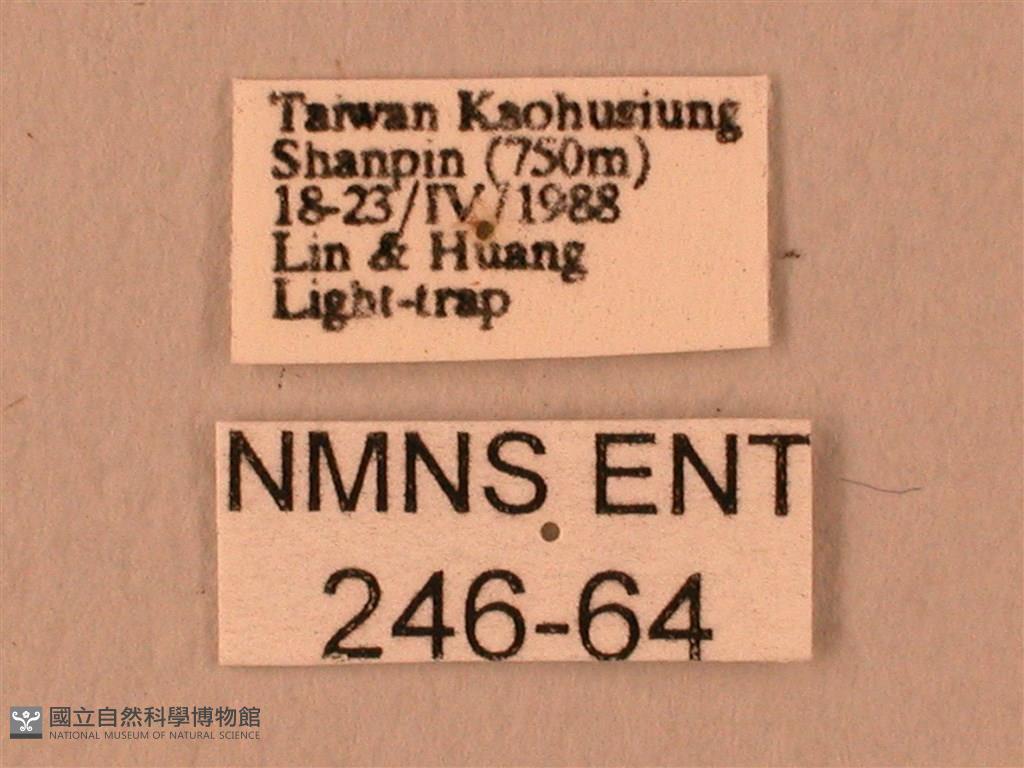 Taiwan Kaohusiung
Shanpin (750m)
18-23/IV/1988
Lin & Huang
Light-trap
NMNS ENT
246-64
國立自然科學博物館
NATIONAL MUSEUM OF NATURAL SCIENCE